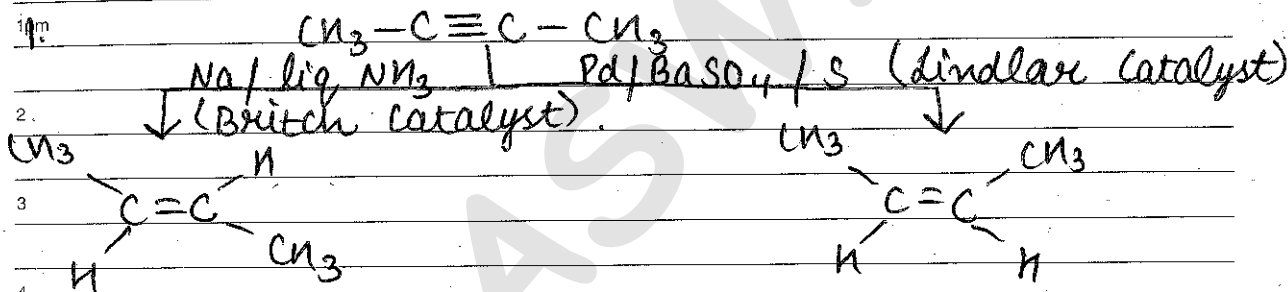 1.
CH3-C≡C-CH3
Na/liq NH3 Pd/BaSO4/S (Lindlar Catalyst)
2.
(Britch Catalyst).
CH3 H CH3 CH3
3
C=C C=C
H CH3 H H
4